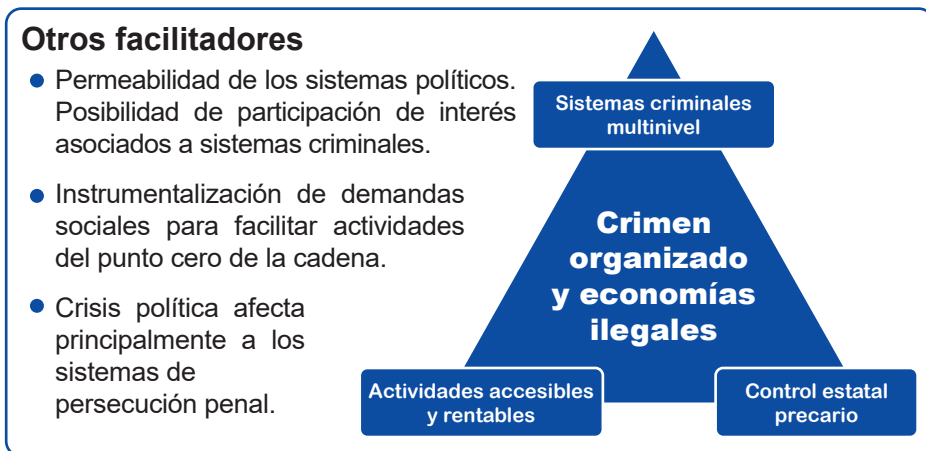 Otros facilitadores
Permeabilidad de los sistemas políticos.
Posibilidad de participación de interés
asociados a sistemas criminales.
Instrumentalización de demandas
sociales para facilitar actividades
del punto cero de la cadena.
Crisis política afecta
principalmente a los
sistemas de
persecución penal.
Sistemas criminales
multinivel
Crimen
organizado
y economías
ilegales
Actividades accesibles
y rentables
Control estatal
precario